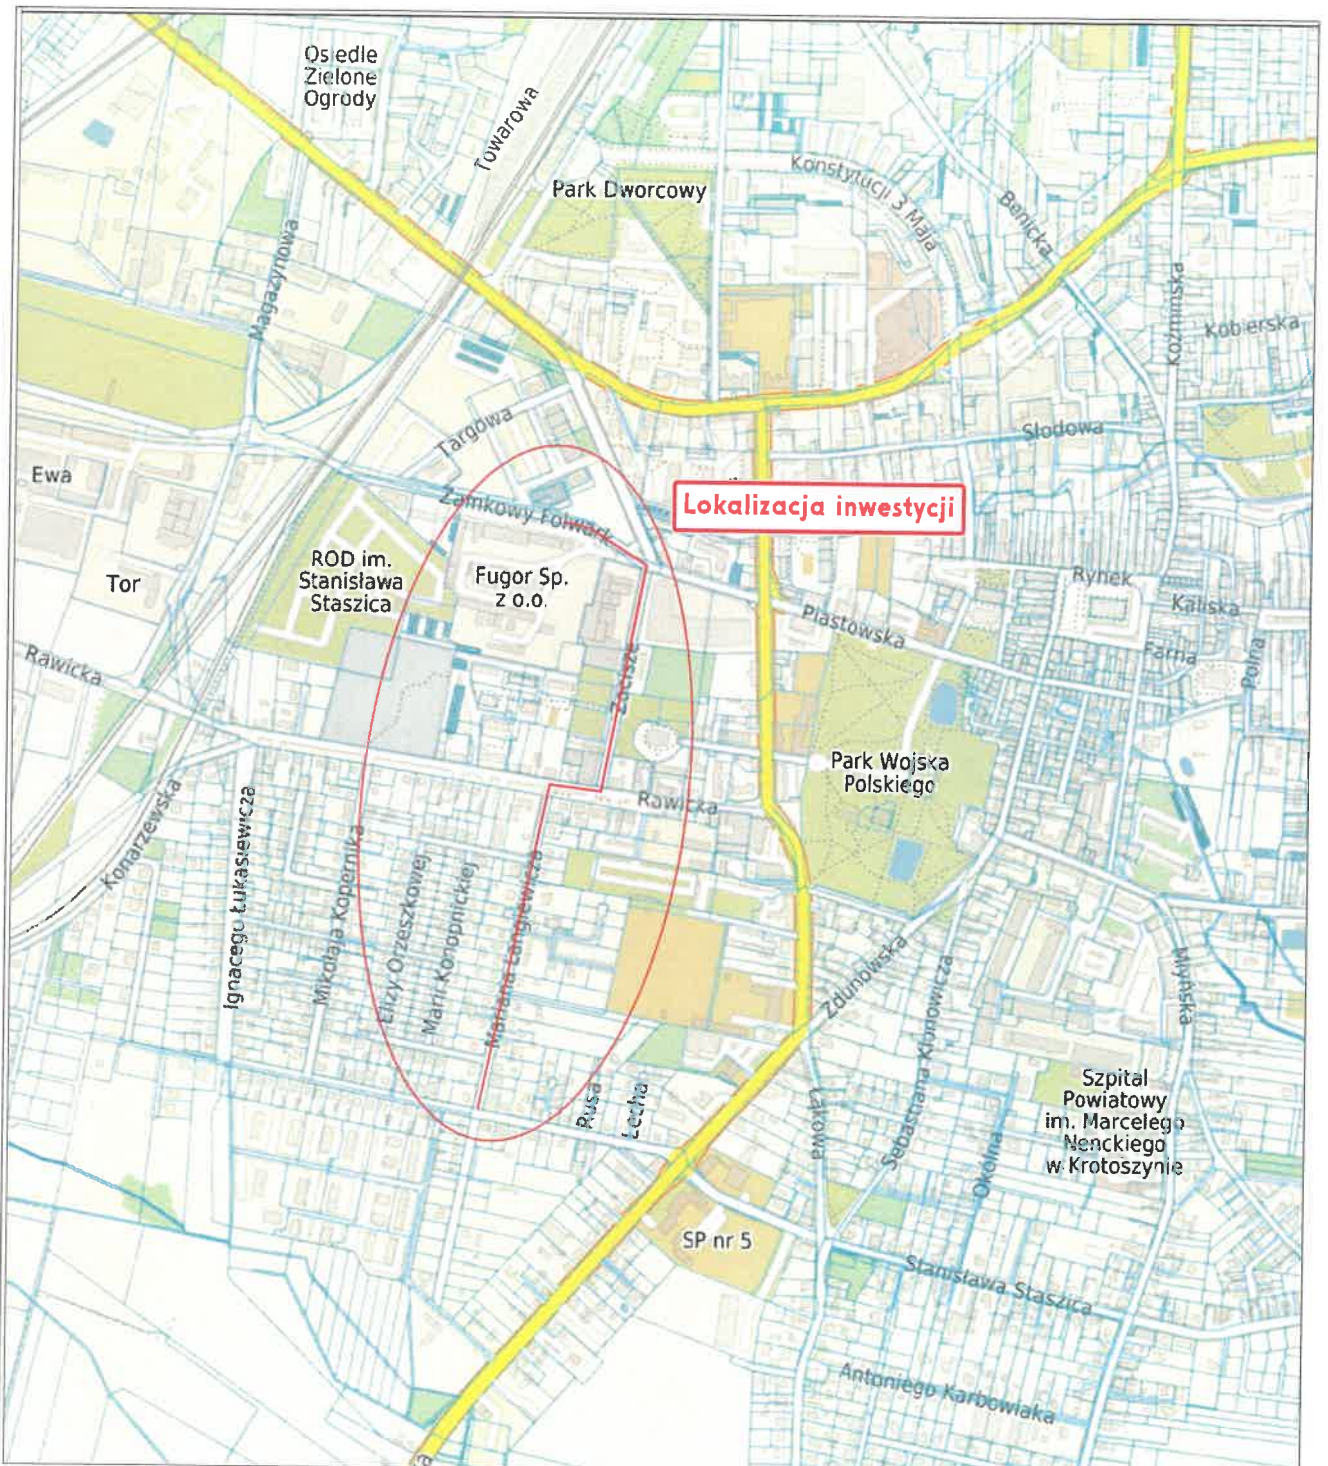 Osiedle
Zielone
Ogrody
Towarowa
Park Dworcowy
Konstytucji 3 Maja
Benicka
Magazynowa
Koźmińska
Kobierska
Targowa
Słodowa
Ewa
Zamkowy Folwark
Lokalizacja inwestycji
Tor
ROD im.
Stanisława
Staszica
Fugor Sp.
z o.o.
Rynek
Kaliska
Piastowska
Farna
Polna
Rawicka
Zacisze
Park Wojska
Polskiego
Rawicka
Konarzewska
Ignacego Łukasiewicza
Mikołaja Kopernika
Elizy Orzeszkowej
Marii Konopnickiej
Mariana Langiewicza
Zdunowska
Sebastiana Klonowicza
Młyńska
Rusa
Lecha
Łąkowa
Okólna
Szpital
Powiatowy
im. Marcelego
Nenckiego
w Krotoszynie
SP nr 5
Stanisława Staszica
Antoniego Karbowiaka